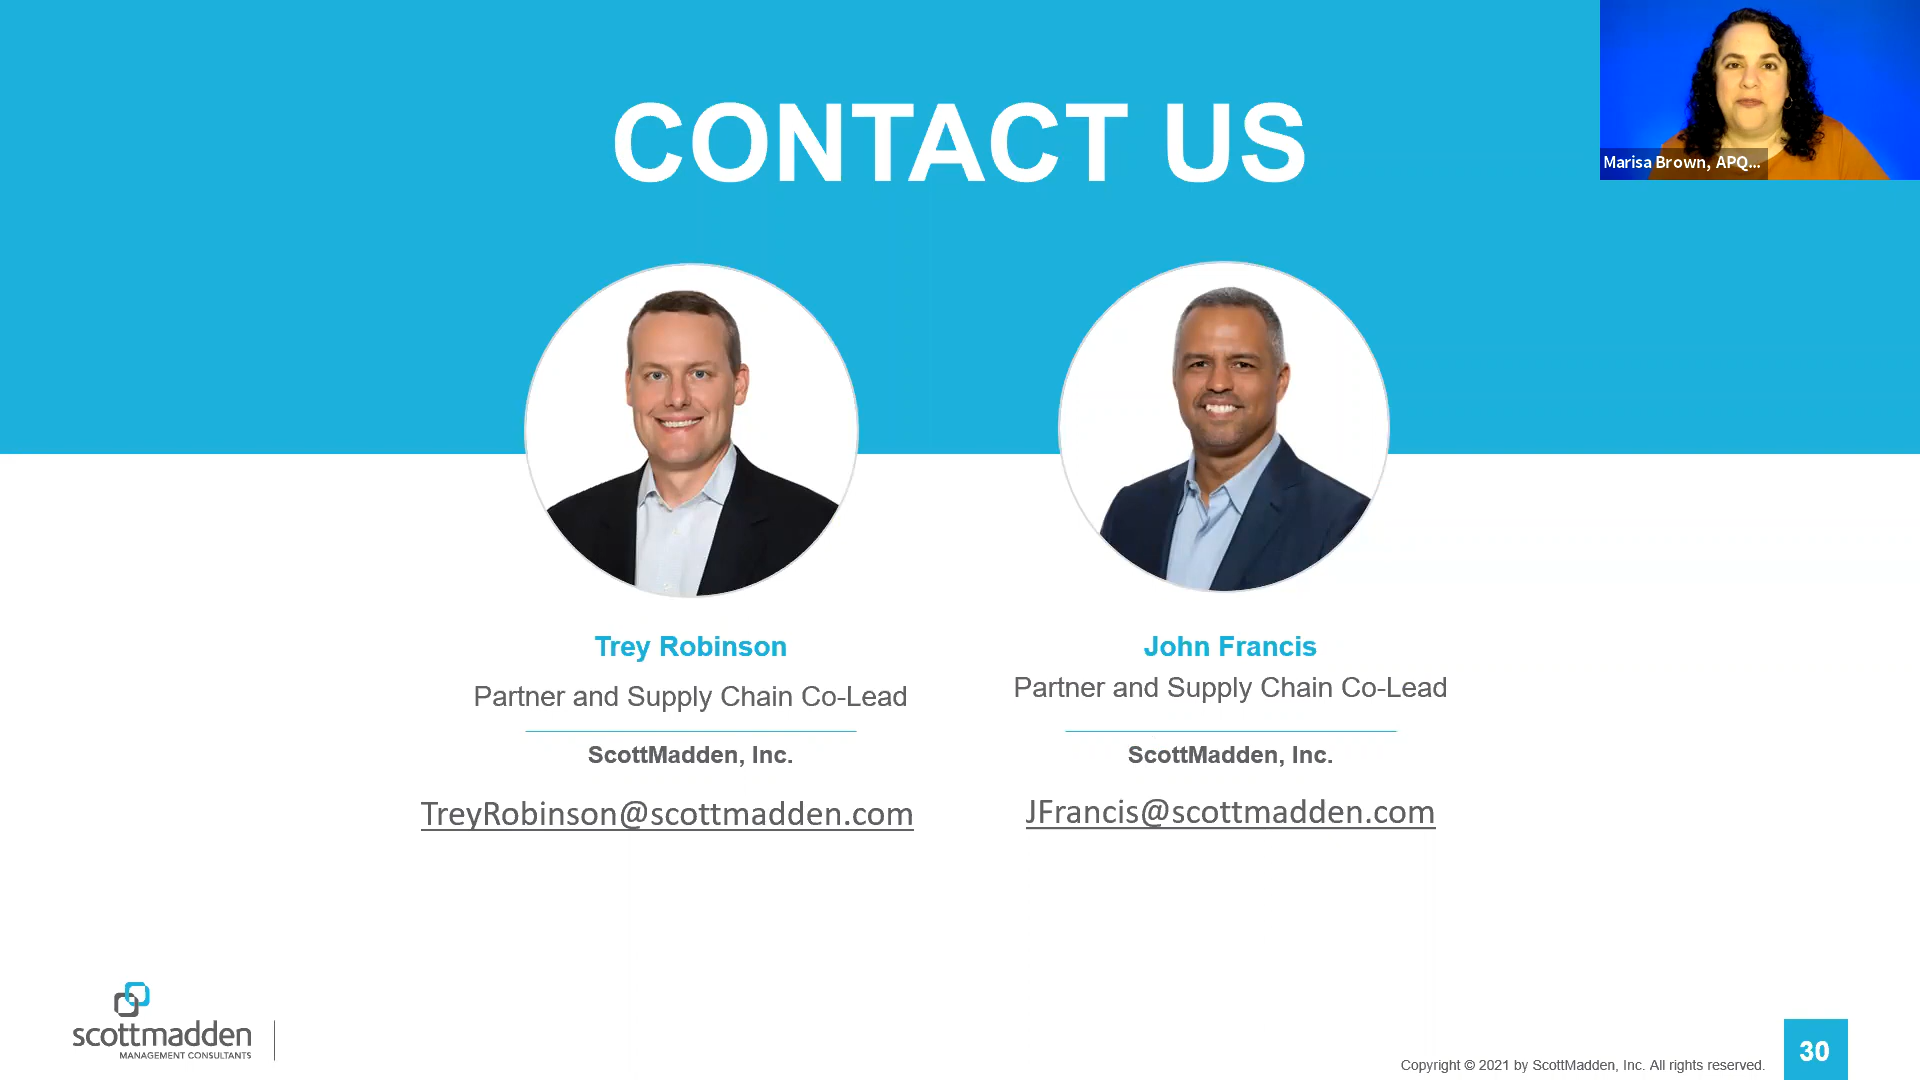 CONTACT US
Marisa Brown, APQ...
Trey Robinson
Partner and Supply Chain Co-Lead
ScottMadden, Inc.
TreyRobinson@scottmadden.com
John Francis
Partner and Supply Chain Co-Lead
ScottMadden, Inc.
JFrancis@scottmadden.com
scottmadden
MANAGEMENT CONSULTANTS
Copyright © 2021 by ScottMadden, Inc. All rights reserved.
30